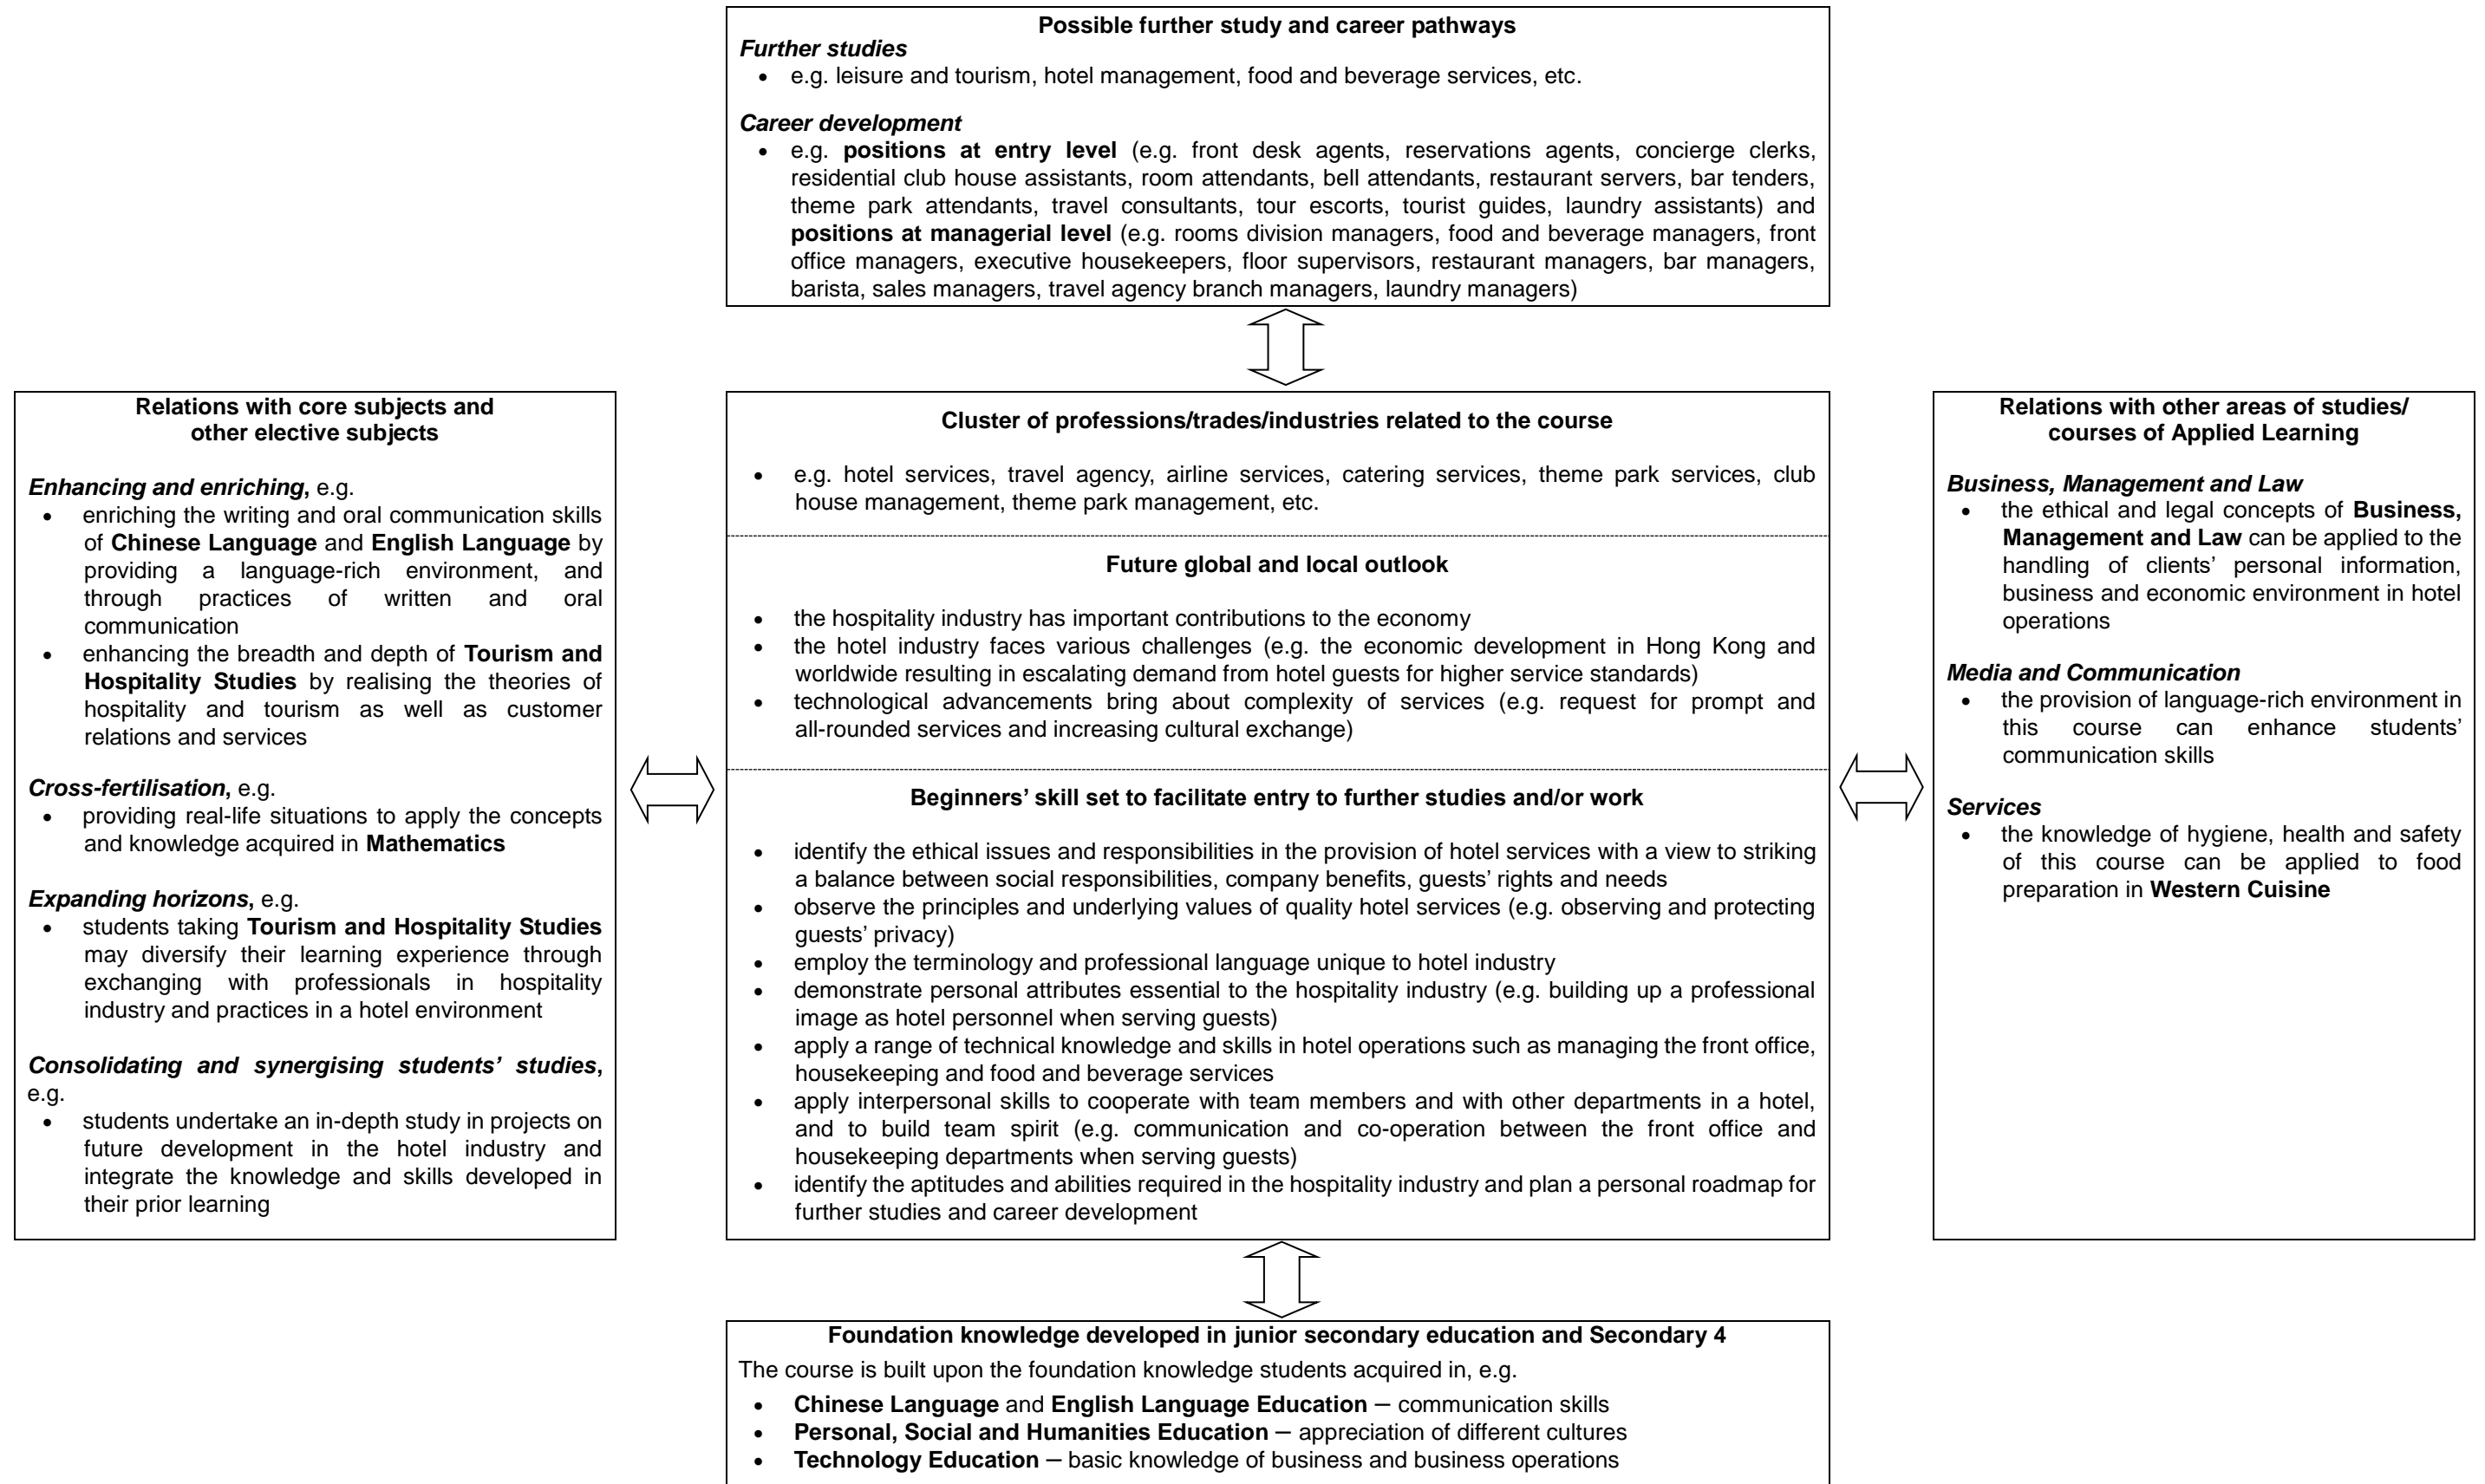 Possible further study and career pathways
Further studies
• e.g. leisure and tourism, hotel management, food and beverage services, etc.
Career development
• e.g. positions at entry level (e.g. front desk agents, reservations agents, concierge clerks,
residential club house assistants, room attendants, bell attendants, restaurant servers, bar tenders,
theme park attendants, travel consultants, tour escorts, tourist guides, laundry assistants) and
positions at managerial level (e.g. rooms division managers, food and beverage managers, front
office managers, executive housekeepers, floor supervisors, restaurant managers, bar managers,
barista, sales managers, travel agency branch managers, laundry managers)
Relations with core subjects and
other elective subjects
Enhancing and enriching, e.g.
• enriching the writing and oral communication skills
of Chinese Language and English Language by
providing a language-rich environment, and
through practices of written and oral
communication
• enhancing the breadth and depth of Tourism and
Hospitality Studies by realising the theories of
hospitality and tourism as well as customer
relations and services
Cross-fertilisation, e.g.
• providing real-life situations to apply the concepts
and knowledge acquired in Mathematics
Expanding horizons, e.g.
• students taking Tourism and Hospitality Studies
may diversify their learning experience through
exchanging with professionals in hospitality
industry and practices in a hotel environment
Consolidating and synergising students' studies,
e.g.
• students undertake an in-depth study in projects on
future development in the hotel industry and
integrate the knowledge and skills developed in
their prior learning
Cluster of professions/trades/industries related to the course
• e.g. hotel services, travel agency, airline services, catering services, theme park services, club
house management, theme park management, etc.
Future global and local outlook
• the hospitality industry has important contributions to the economy
• the hotel industry faces various challenges (e.g. the economic development in Hong Kong and
worldwide resulting in escalating demand from hotel guests for higher service standards)
• technological advancements bring about complexity of services (e.g. request for prompt and
all-rounded services and increasing cultural exchange)
Beginners' skill set to facilitate entry to further studies and/or work
• identify the ethical issues and responsibilities in the provision of hotel services with a view to striking
a balance between social responsibilities, company benefits, guests' rights and needs
• observe the principles and underlying values of quality hotel services (e.g. observing and protecting
guests' privacy)
• employ the terminology and professional language unique to hotel industry
• demonstrate personal attributes essential to the hospitality industry (e.g. building up a professional
image as hotel personnel when serving guests)
• apply a range of technical knowledge and skills in hotel operations such as managing the front office,
housekeeping and food and beverage services
• apply interpersonal skills to cooperate with team members and with other departments in a hotel,
and to build team spirit (e.g. communication and co-operation between the front office and
housekeeping departments when serving guests)
• identify the aptitudes and abilities required in the hospitality industry and plan a personal roadmap for
further studies and career development
Relations with other areas of studies/
courses of Applied Learning
Business, Management and Law
• the ethical and legal concepts of Business,
Management and Law can be applied to the
handling of clients' personal information,
business and economic environment in hotel
operations
Media and Communication
• the provision of language-rich environment in
this course can enhance students'
communication skills
Services
• the knowledge of hygiene, health and safety
of this course can be applied to food
preparation in Western Cuisine
Foundation knowledge developed in junior secondary education and Secondary 4
The course is built upon the foundation knowledge students acquired in, e.g.
• Chinese Language and English Language Education – communication skills
• Personal, Social and Humanities Education – appreciation of different cultures
• Technology Education – basic knowledge of business and business operations